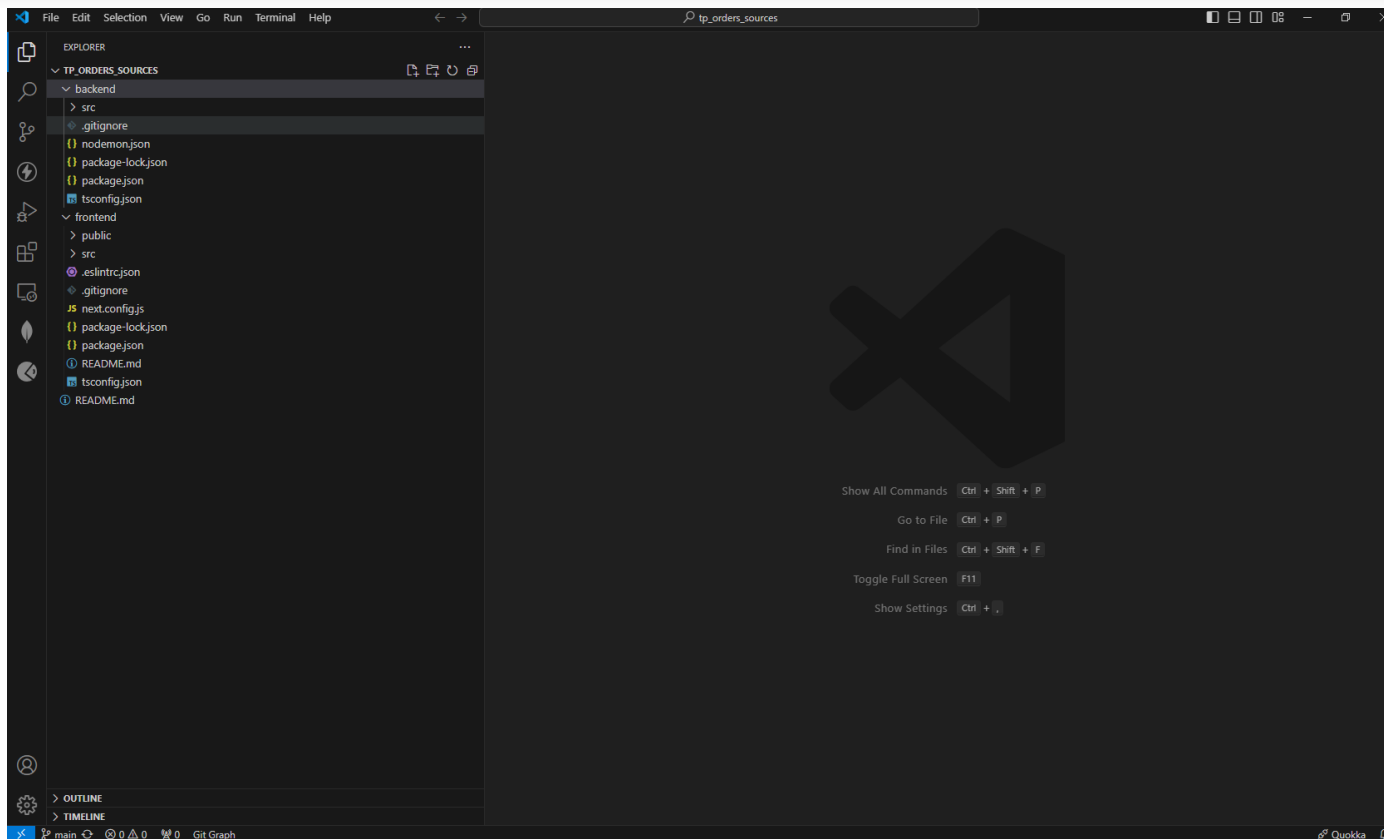 File Edit Selection View Go Run Terminal Help
tp_orders_sources
EXPLORER
TP_ORDERS_SOURCES
backend
src
.gitignore
nodemon.json
package-lock.json
package.json
tsconfig.json
frontend
public
src
.eslintrc.json
.gitignore
JS next.config.js
package-lock.json
package.json
README.md
tsconfig.json
README.md
Show All Commands Ctrl + Shift + P
Go to File Ctrl + P
Find in Files Ctrl + Shift + F
Toggle Full Screen F11
Show Settings Ctrl + ,
OUTLINE
TIMELINE
main 0 0 0 Git Graph
Quokka